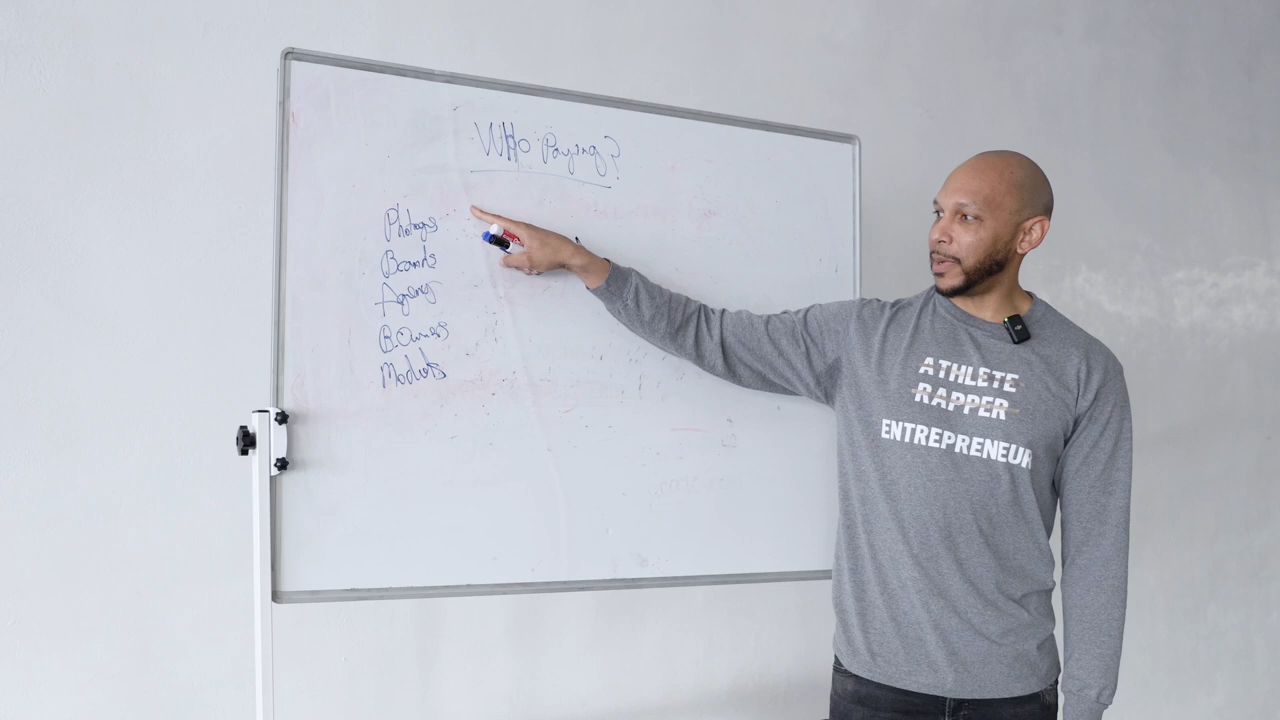 WHo Paying?
Photogs
Brands
Agency
B.Owners
Models
ATHLETE
RAPPER
ENTREPRENEUR